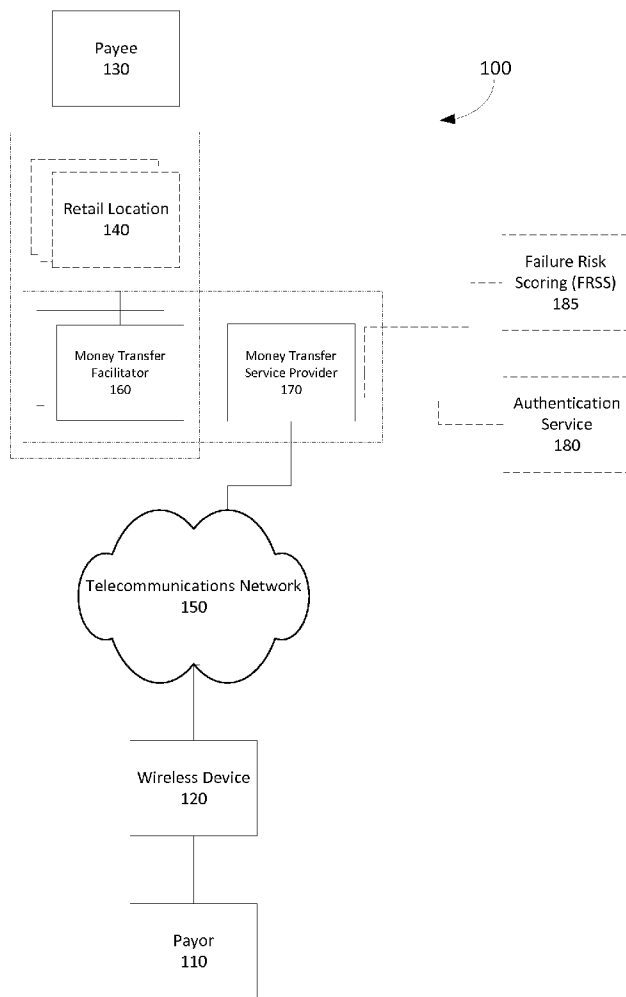 Payee
130
100
Retail Location
140
Failure Risk
Scoring (FRSS)
185
Money Transfer
Facilitator
160
Money Transfer
Service Provider
170
Authentication
Service
180
Telecommunications Network
150
Wireless Device
120
Payor
110